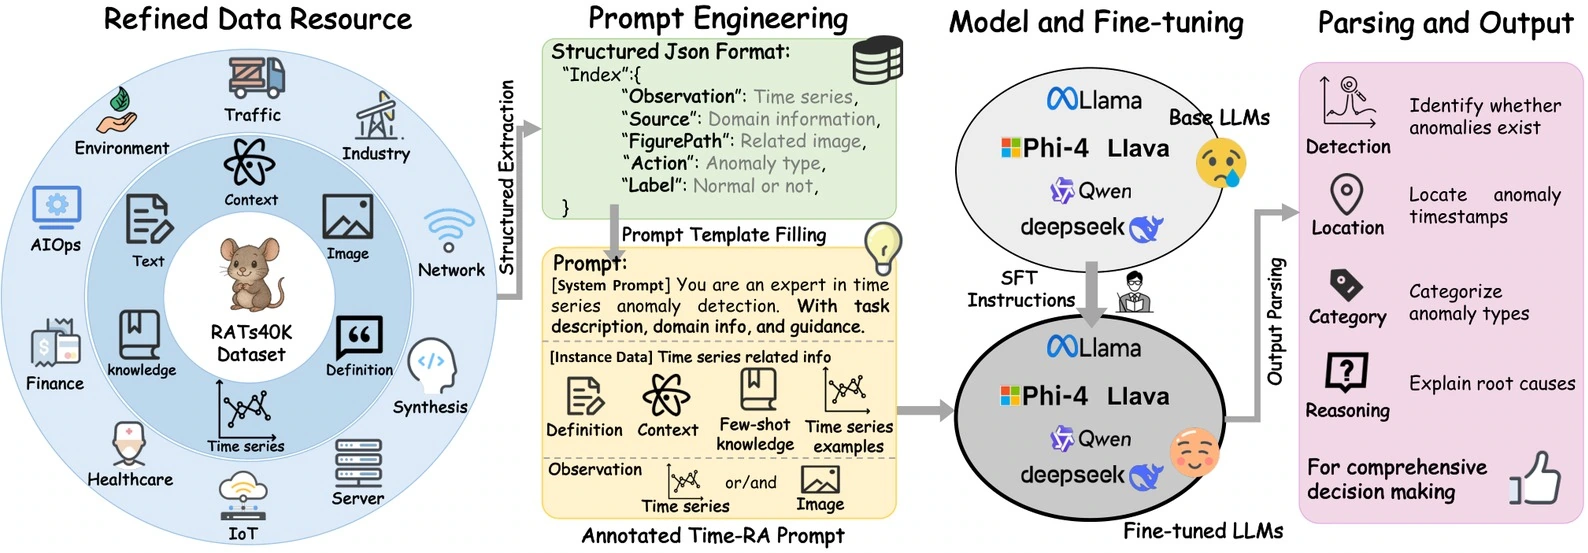 Refined Data Resource
Traffic
Environment
Industry
Context
AIOps
Text
Image
Network
RATs40K
Dataset
knowledge
Definition
Finance
Synthesis
Time series
Healthcare
Server
IoT
Structured Extraction
Prompt Engineering
Structured Json Format:
“Index”:{
“Observation”: Time series,
“Source”: Domain information,
“FigurePath”: Related image,
“Action”: Anomaly type,
“Label”: Normal or not,
}
Prompt Template Filling
Prompt:
[System Prompt] You are an expert in time
series anomaly detection. With task
description, domain info, and guidance.
[Instance Data] Time series related info
Definition
Context
Few-shot
knowledge
Time series
examples
Observation
Time series
or/and
Image
Annotated Time-RA Prompt
Model and Fine-tuning
Llama
Base LLMs
Phi-4 Llava
Qwen
deepseek
SFT
Instructions
Llama
Phi-4 Llava
Qwen
deepseek
Fine-tuned LLMs
Output Parsing
Parsing and Output
Detection
Identify whether
anomalies exist
Location
Locate anomaly
timestamps
Category
Categorize
anomaly types
Reasoning
Explain root causes
For comprehensive
decision making